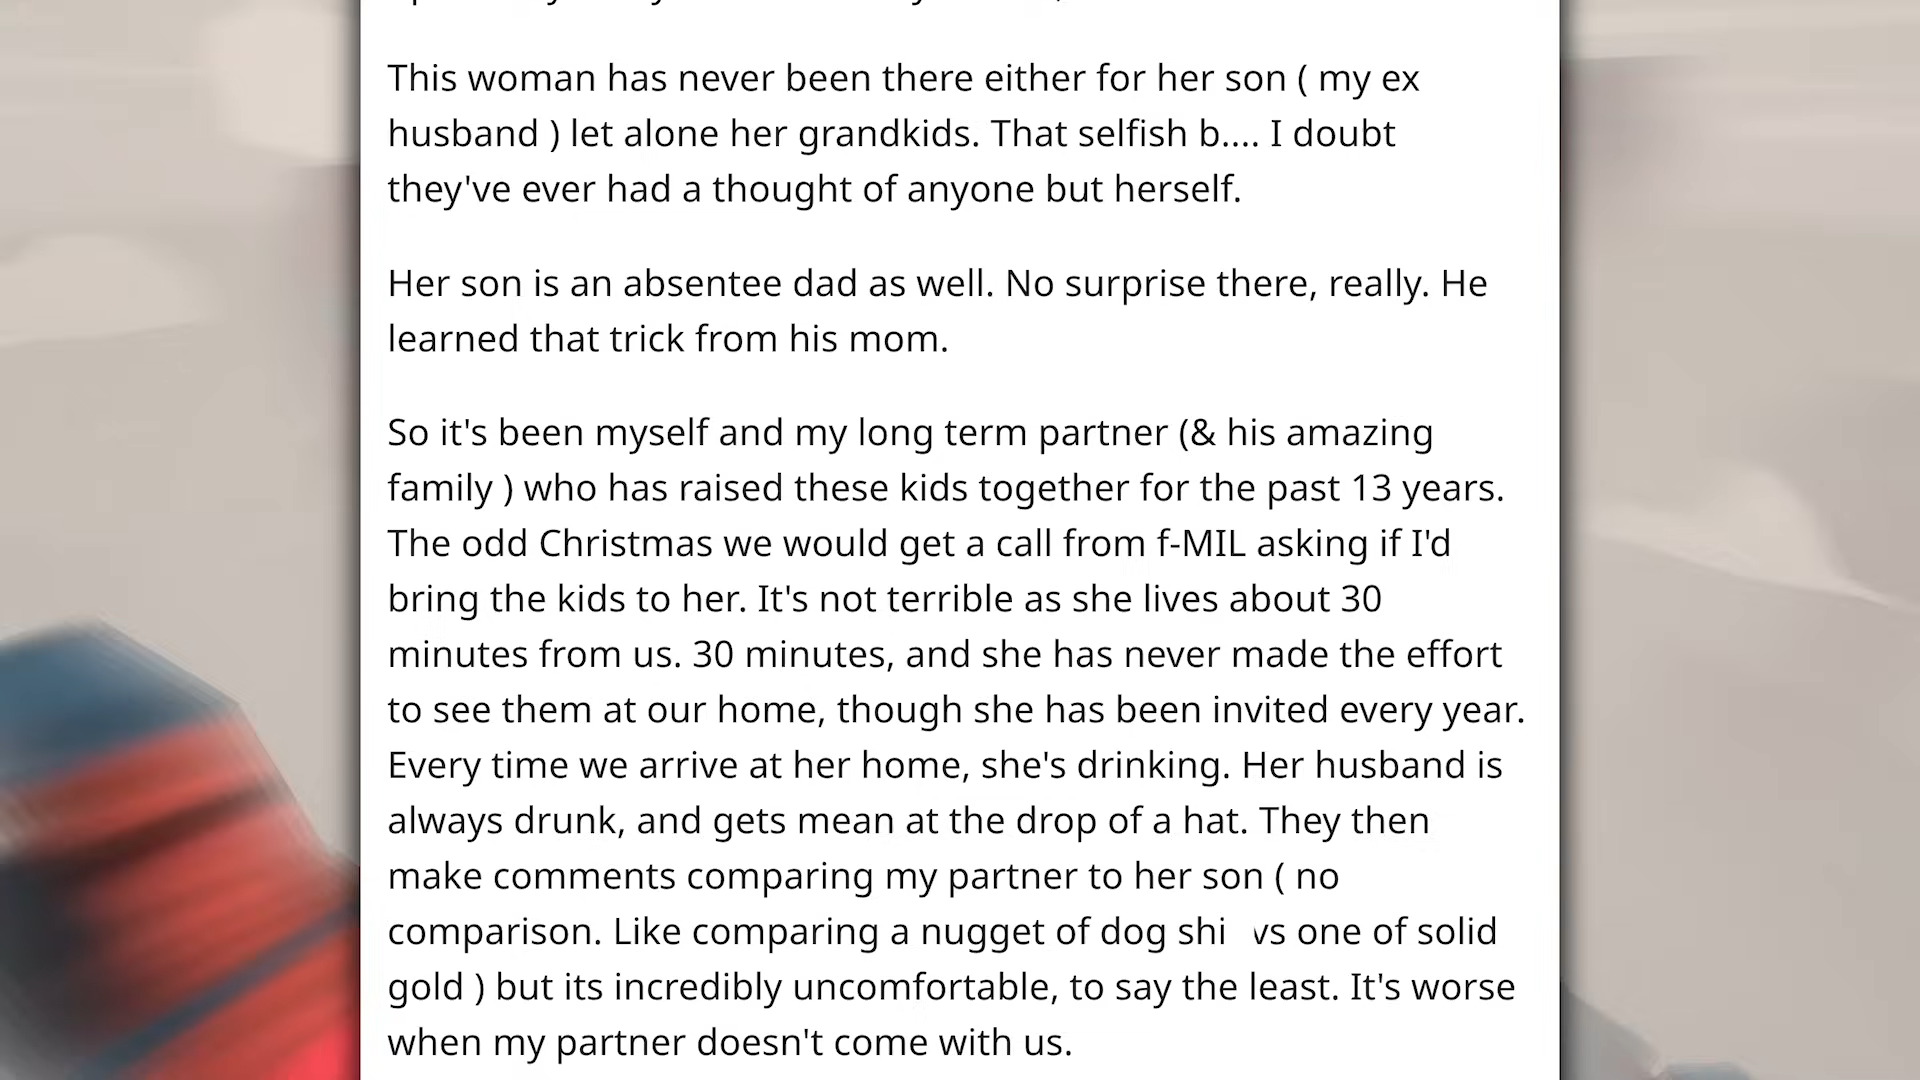 This woman has never been there either for her son ( my ex
husband ) let alone her grandkids. That selfish b.... I doubt
they've ever had a thought of anyone but herself.
Her son is an absentee dad as well. No surprise there, really. He
learned that trick from his mom.
So it's been myself and my long term partner (& his amazing
family ) who has raised these kids together for the past 13 years.
The odd Christmas we would get a call from f-MIL asking if I'd
bring the kids to her. It's not terrible as she lives about 30
minutes from us. 30 minutes, and she has never made the effort
to see them at our home, though she has been invited every year.
Every time we arrive at her home, she's drinking. Her husband is
always drunk, and gets mean at the drop of a hat. They then
make comments comparing my partner to her son ( no
comparison. Like comparing a nugget of dog shi vs one of solid
gold ) but its incredibly uncomfortable, to say the least. It's worse
when my partner doesn't come with us.